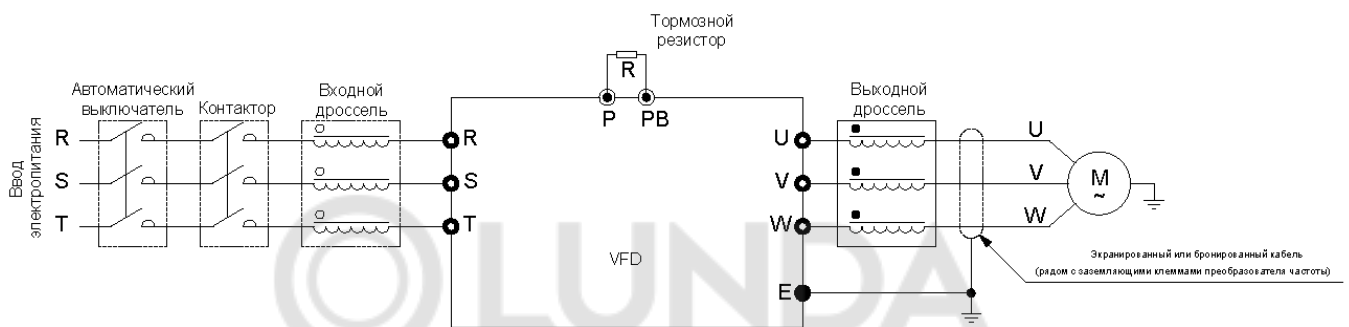 Тормозной
резистор
R
P PB
Автоматический
выключатель
Контактор
Входной
дроссель
Выходной
дроссель
Ввод
электропитания
R
S
T
R
S
T
VFD
U
V
W
E
U
V
W
M
~
Экранированный или бронированный кабель
(рядом с заземляющими клеммами преобразователя частоты)
LUNDA